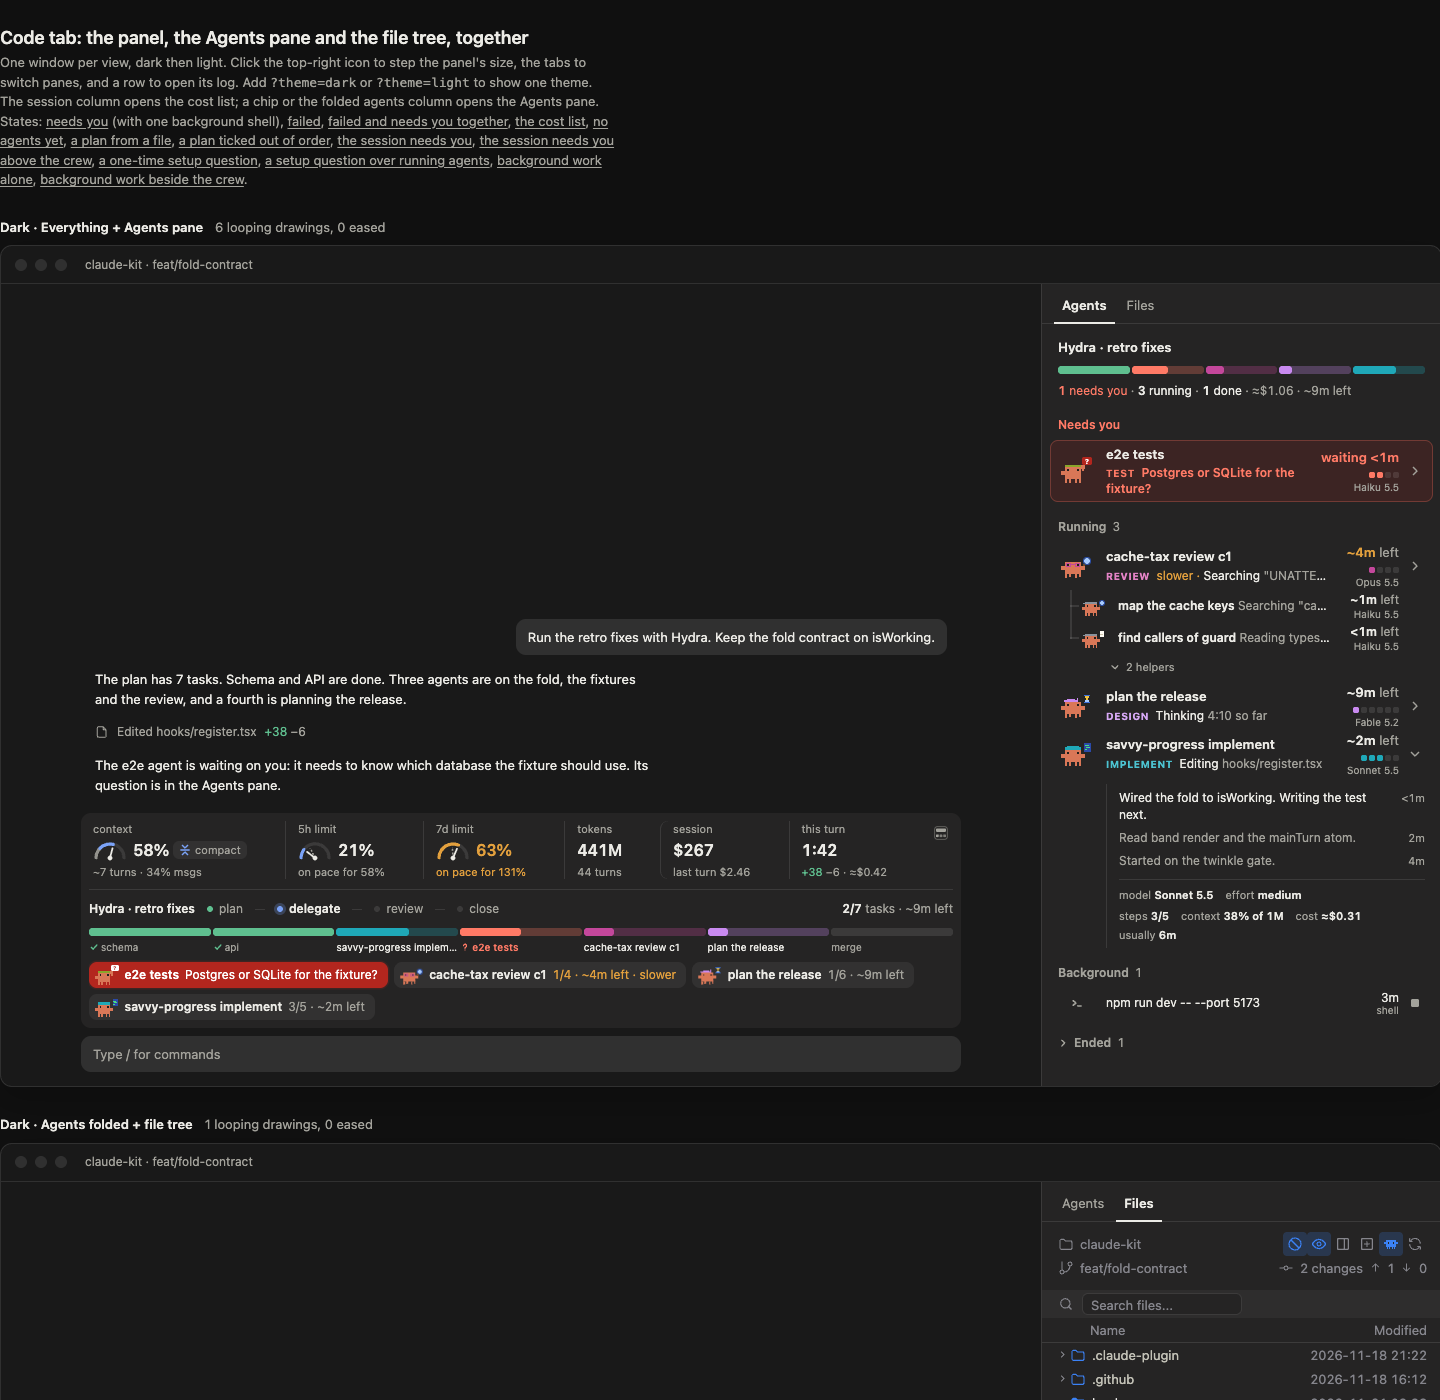 Code tab: the panel, the Agents pane and the file tree, together
One window per view, dark then light. Click the top-right icon to step the panel's size, the tabs to
switch panes, and a row to open its log. Add ?theme=dark or ?theme=light to show one theme.
The session column opens the cost list; a chip or the folded agents column opens the Agents pane.
States: needs you (with one background shell), failed, failed and needs you together, the cost list, no
agents yet, a plan from a file, a plan ticked out of order, the session needs you, the session needs you
above the crew, a one-time setup question, a setup question over running agents, background work
alone, background work beside the crew.
Dark · Everything + Agents pane 6 looping drawings, 0 eased
claude-kit · feat/fold-contract
Run the retro fixes with Hydra. Keep the fold contract on isWorking.
The plan has 7 tasks. Schema and API are done. Three agents are on the fold, the fixtures
and the review, and a fourth is planning the release.
Edited hooks/register.tsx +38 −6
The e2e agent is waiting on you: it needs to know which database the fixture should use. Its
question is in the Agents pane.
context 5h limit 7d limit tokens session this turn
58% compact 21% 63% 441M $267 1:42
~7 turns · 34% msgs on pace for 58% on pace for 131% 44 turns last turn $2.46 +38 −6 · ≈$0.42
Hydra · retro fixes plan delegate review close 2/7 tasks · ~9m left
schema api savvy-progress implem... ? e2e tests cache-tax review c1 plan the release merge
e2e tests Postgres or SQLite for the fixture? cache-tax review c1 1/4 · ~4m left · slower plan the release 1/6 · ~9m left
savvy-progress implement 3/5 · ~2m left
Type / for commands
Agents Files
Hydra · retro fixes
1 needs you · 3 running · 1 done · ≈$1.06 · ~9m left
Needs you
e2e tests waiting <1m
TEST Postgres or SQLite for the
fixture? Haiku 5.5
Running 3
cache-tax review c1 ~4m left
REVIEW slower · Searching "UNATTE...
Opus 5.5
map the cache keys Searching "ca... ~1m left
Haiku 5.5
find callers of guard Reading types... <1m left
Haiku 5.5
2 helpers
plan the release ~9m left
DESIGN Thinking 4:10 so far
Fable 5.2
savvy-progress implement ~2m left
IMPLEMENT Editing hooks/register.tsx
Sonnet 5.5
Wired the fold to isWorking. Writing the test <1m
next.
Read band render and the mainTurn atom. 2m
Started on the twinkle gate. 4m
model Sonnet 5.5 effort medium
steps 3/5 context 38% of 1M cost ≈$0.31
usually 6m
Background 1
npm run dev -- --port 5173 3m
shell
Ended 1
Dark · Agents folded + file tree 1 looping drawings, 0 eased
claude-kit · feat/fold-contract
Agents Files
claude-kit
feat/fold-contract 2 changes ↑ 1 ↓ 0
Search files...
Name Modified
.claude-plugin 2026-11-18 21:22
.github 2026-11-18 16:12